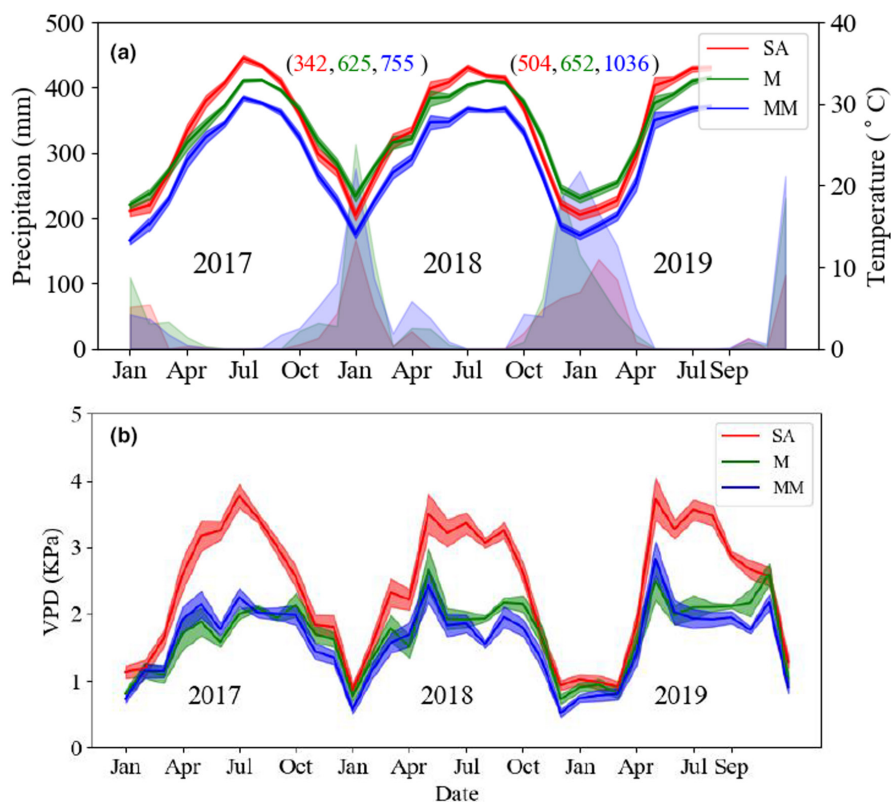 (a)
(342,625,755)
(504,652,1036)
SA
M
MM
500
400
300
200
100
0
Precipitaion (mm)
40
30
20
10
0
Temperature (°C)
2017
2018
2019
Jan Apr Jul Oct Jan Apr Jul Oct Jan Apr Jul Sep
(b)
SA
M
MM
5
4
3
2
1
0
VPD (KPa)
2017
2018
2019
Jan Apr Jul Oct Jan Apr Jul Oct Jan Apr Jul Sep
Date